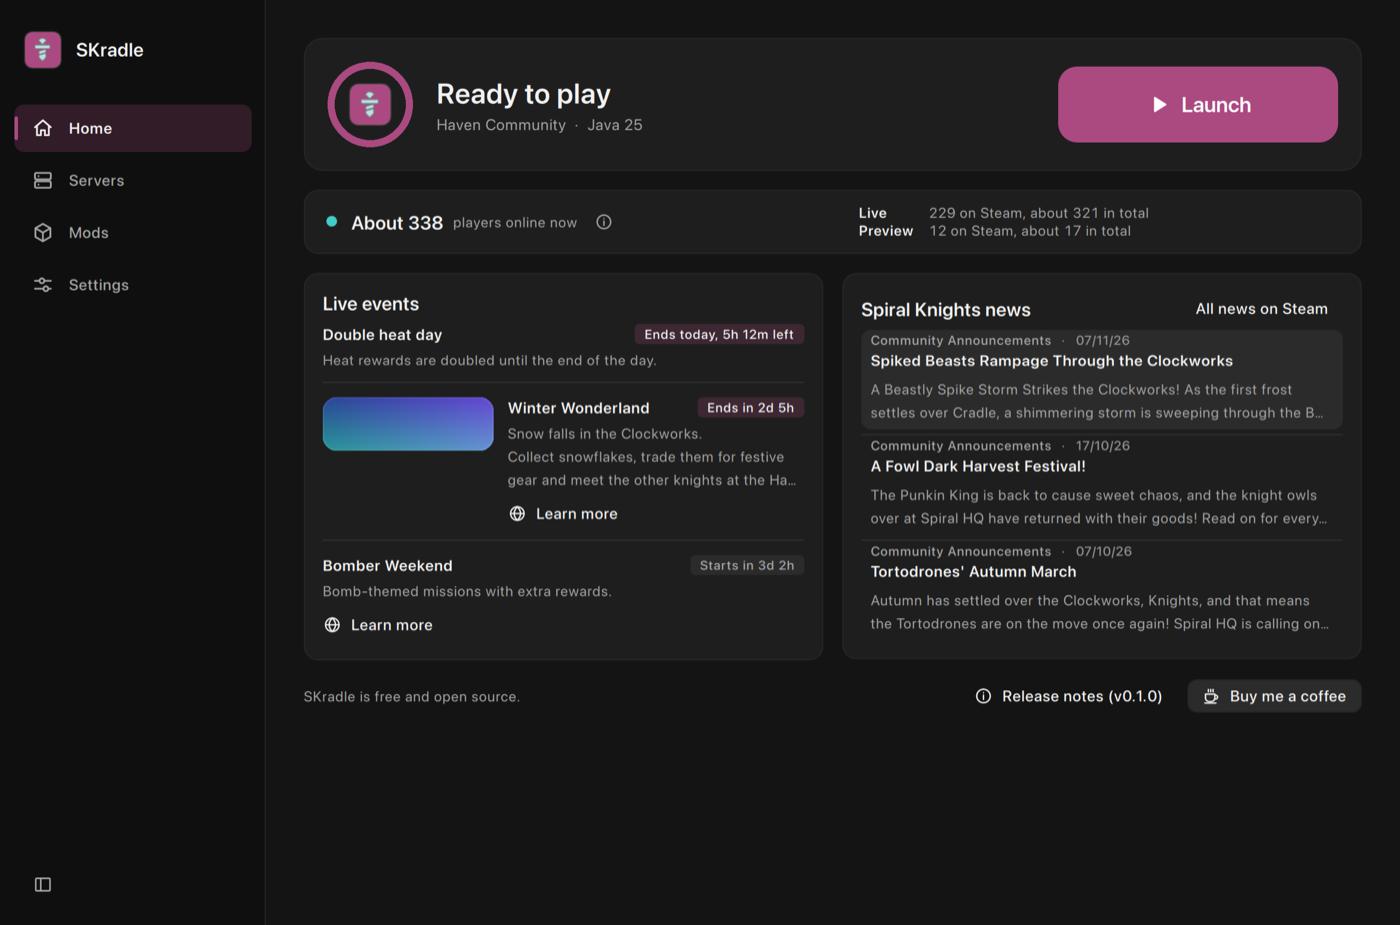 SKradle
Home
Servers
Mods
Settings
Ready to play
Haven Community · Java 25
Launch
About 338 players online now
Live 229 on Steam, about 321 in total
Preview 12 on Steam, about 17 in total
Live events
Double heat day
Ends today, 5h 12m left
Heat rewards are doubled until the end of the day.
Winter Wonderland
Ends in 2d 5h
Snow falls in the Clockworks.
Collect snowflakes, trade them for festive
gear and meet the other knights at the Ha...
Learn more
Bomber Weekend
Starts in 3d 2h
Bomb-themed missions with extra rewards.
Learn more
Spiral Knights news
All news on Steam
Community Announcements · 07/11/26
Spiked Beasts Rampage Through the Clockworks
A Beastly Spike Storm Strikes the Clockworks! As the first frost
settles over Cradle, a shimmering storm is sweeping through the B...
Community Announcements · 17/10/26
A Fowl Dark Harvest Festival!
The Punkin King is back to cause sweet chaos, and the knight owls
over at Spiral HQ have returned with their goods! Read on for every...
Community Announcements · 07/10/26
Tortodrones' Autumn March
Autumn has settled over the Clockworks, Knights, and that means
the Tortodrones are on the move once again! Spiral HQ is calling on...
SKradle is free and open source.
Release notes (v0.1.0)
Buy me a coffee